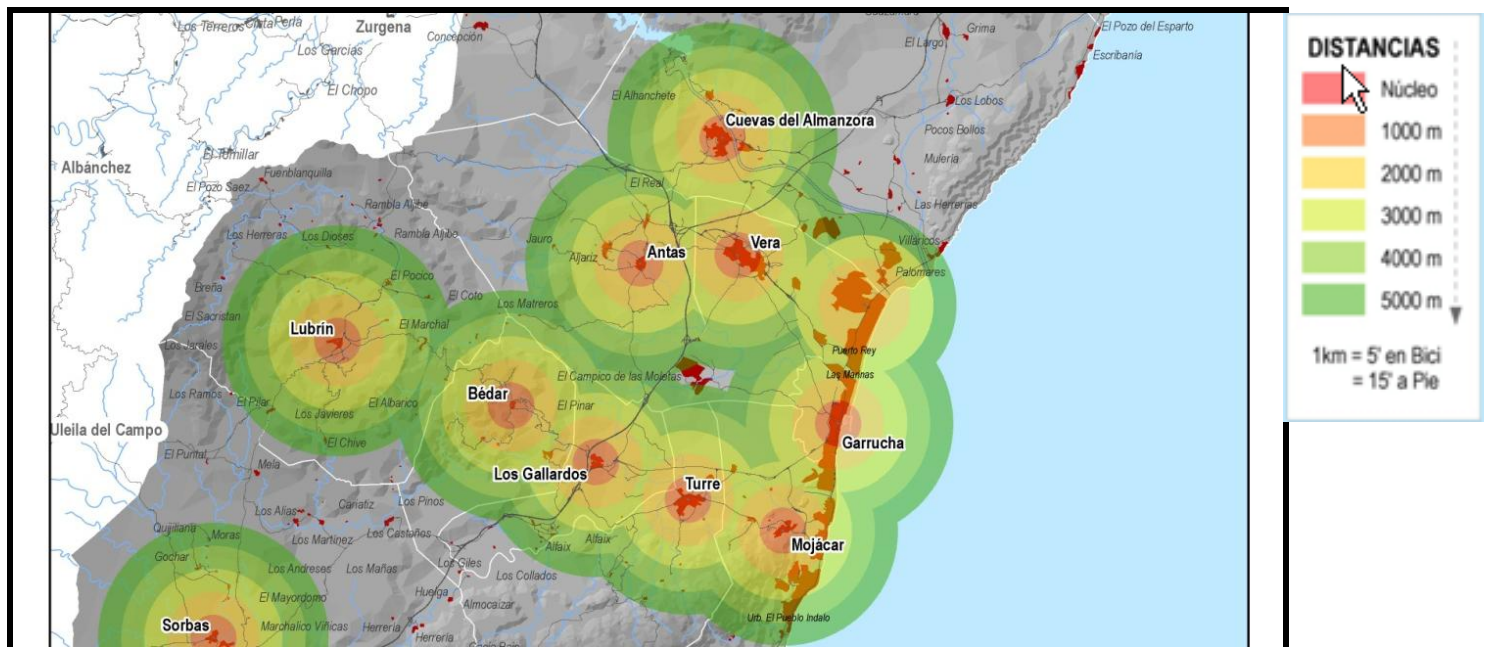 Los Terreros
Cinta Perla
Zurgena
Concepción
Los García
El Chopo
Guazamara
El Largo
Grima
El Pozo del Esparto
Escribanía
El Alhanchete
Los Lobos
Cuevas del Almanzora
Pocos Bollos
Mulería
Albánchez
El Tomillar
Fuenblanquilla
El Pozo Saez
Rambla Aljibe
El Real
Las Herrerías
Los Herreras
Los Dioses
Rambla Aljibe
Jauro
Aljariz
Antas
Vera
Villaricos
Palomares
Breña
El Pocico
El Coto
Los Matreros
El Sacristan
Lubrín
El Marchal
Los Jarales
Puerto Rey
Las Marinas
El Campico de las Moletas
Los Ramos
El Pilar
Los Javieres
El Albarico
Bédar
El Pinar
Uleila del Campo
El Chive
Garrucha
El Puntal
Mela
Los Gallardos
Turre
Los Alias
Cariatiz
Los Pinos
Los Martínez
Los Castaños
Alfaix
Alfaix
Mojácar
Quijiliana
Moras
Gochar
Los Andreses
Los Mañas
Los Giles
Los Collados
El Mayordomo
Huelga
Almocaizar
Sorbas
Marchalico Viñicas
Herrería
Herrería
Urb. El Pueblo Indalo
DISTANCIAS
Núcleo
1000 m
2000 m
3000 m
4000 m
5000 m
1km = 5' en Bici
= 15' a Pie